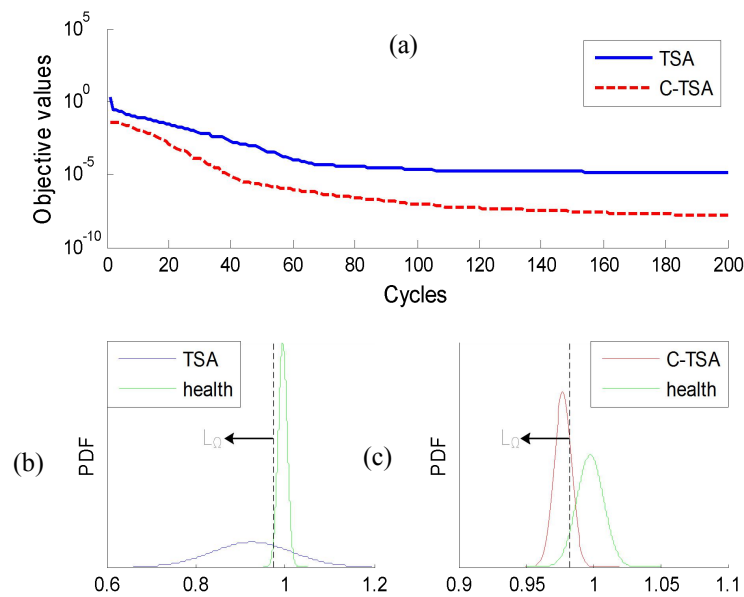 (a)
10^5
10^0
10^-5
10^-10
Objective values
TSA
C-TSA
0 20 40 60 80 100 120 140 160 180 200
Cycles
(b)
PDF
TSA
health
L_Ω
0.6 0.8 1 1.2
(c)
PDF
C-TSA
health
L_Ω
0.9 0.95 1 1.05 1.1